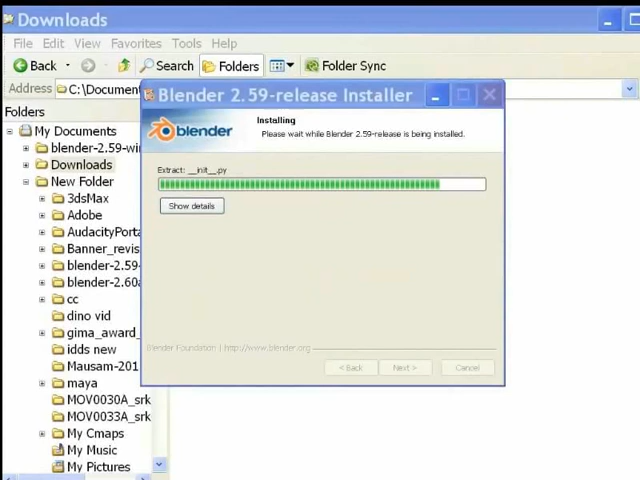 Downloads
File Edit View Favorites Tools Help
Back Search Folders Folder Sync
Address C:\Document
Folders
My Documents
blender-2.59-wi
Downloads
New Folder
3dsMax
Adobe
AudacityPorta
Banner_revis
blender-2.59-
blender-2.60a
cc
dino vid
gima_award_
idds new
Mausam-201
maya
MOV0030A_srk
MOV0033A_srk
My Cmaps
My Music
My Pictures
Blender 2.59-release Installer
blender
Installing
Please wait while Blender 2.59-release is being installed.
Extract: __init__.py
Show details
Blender Foundation | http://www.blender.org
< Back Next > Cancel